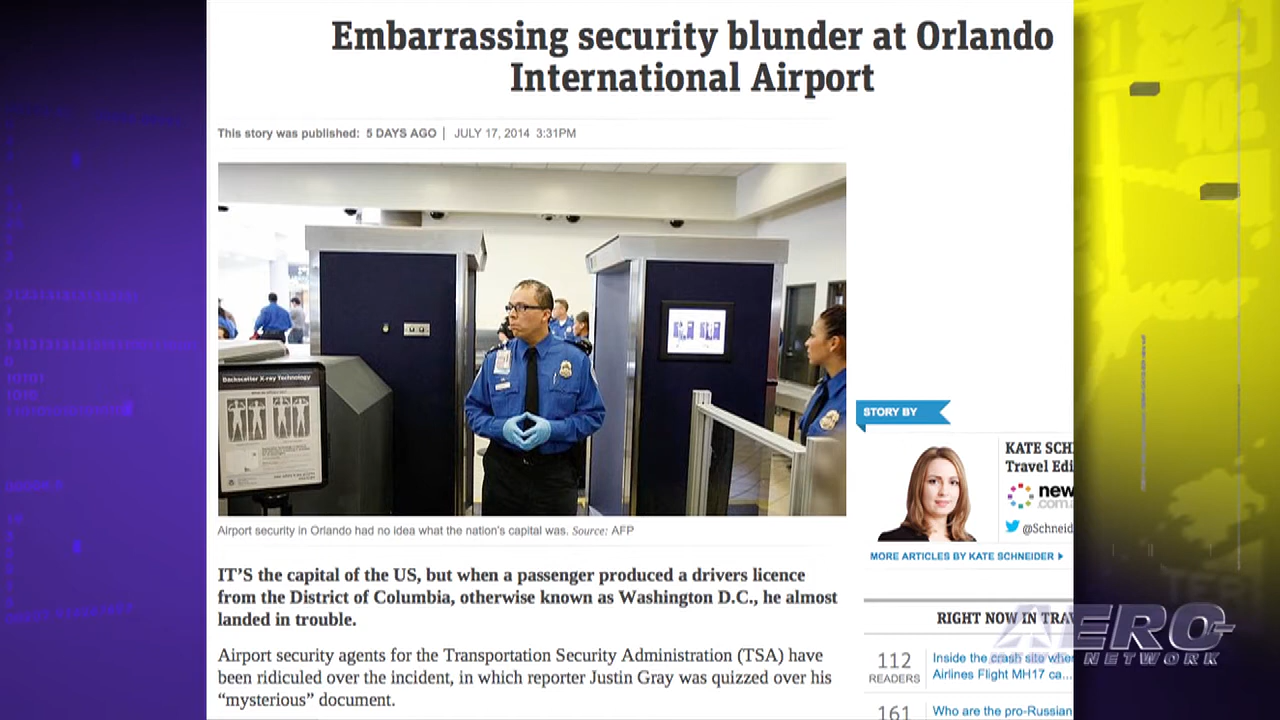 Embarrassing security blunder at Orlando
International Airport
This story was published: 5 DAYS AGO | JULY 17, 2014 3:31PM
Backscatter X-ray Technology
Airport security in Orlando had no idea what the nation's capital was. Source: AFP
IT'S the capital of the US, but when a passenger produced a drivers licence
from the District of Columbia, otherwise known as Washington D.C., he almost
landed in trouble.
Airport security agents for the Transportation Security Administration (TSA) have
been ridiculed over the incident, in which reporter Justin Gray was quizzed over his
“mysterious” document.
STORY BY
KATE SCH
Travel Edi
new
.com.
@Schneid
MORE ARTICLES BY KATE SCHNEIDER
RIGHT NOW IN TRA
112
READERS
Inside the crash site wher
Airlines Flight MH17 ca...
161
Who are the pro-Russian
AERO
NETWORK